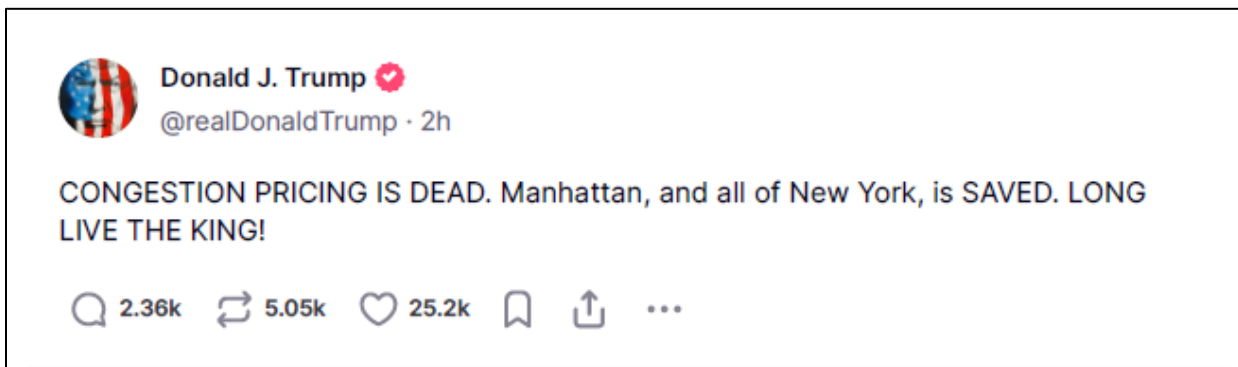 Donald J. Trump
@realDonaldTrump · 2h
CONGESTION PRICING IS DEAD. Manhattan, and all of New York, is SAVED. LONG
LIVE THE KING!
2.36k 5.05k 25.2k